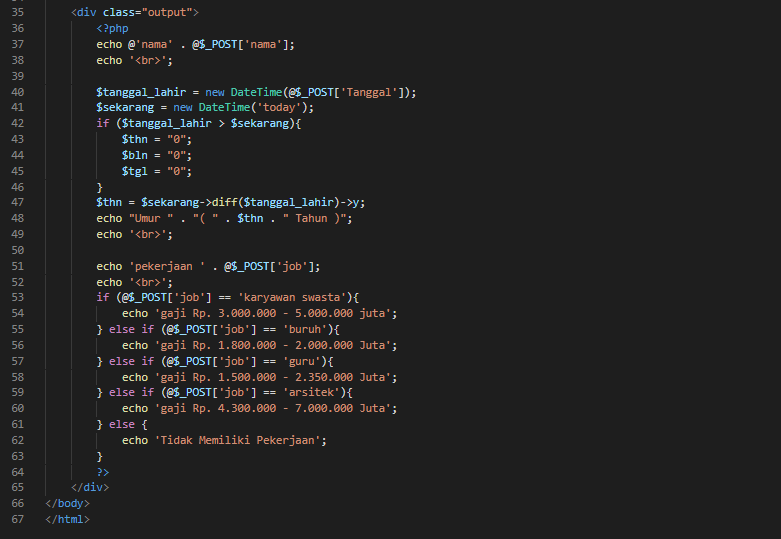 35 <div class="output">
36 <?php
37 echo @'nama' . @$_POST['nama'];
38 echo '<br>';
39
40 $tanggal_lahir = new DateTime(@$_POST['Tanggal']);
41 $sekarang = new DateTime('today');
42 if ($tanggal_lahir > $sekarang){
43 $thn = "0";
44 $bln = "0";
45 $tgl = "0";
46 }
47 $thn = $sekarang->diff($tanggal_lahir)->y;
48 echo "Umur " . "( " . $thn . " Tahun )";
49 echo '<br>';
50
51 echo 'pekerjaan ' . @$_POST['job'];
52 echo '<br>';
53 if (@$_POST['job'] == 'karyawan swasta'){
54 echo 'gaji Rp. 3.000.000 - 5.000.000 juta';
55 } else if (@$_POST['job'] == 'buruh'){
56 echo 'gaji Rp. 1.800.000 - 2.000.000 Juta';
57 } else if (@$_POST['job'] == 'guru'){
58 echo 'gaji Rp. 1.500.000 - 2.350.000 Juta';
59 } else if (@$_POST['job'] == 'arsitek'){
60 echo 'gaji Rp. 4.300.000 - 7.000.000 Juta';
61 } else {
62 echo 'Tidak Memiliki Pekerjaan';
63 }
64 ?>
65 </div>
66 </body>
67 </html>